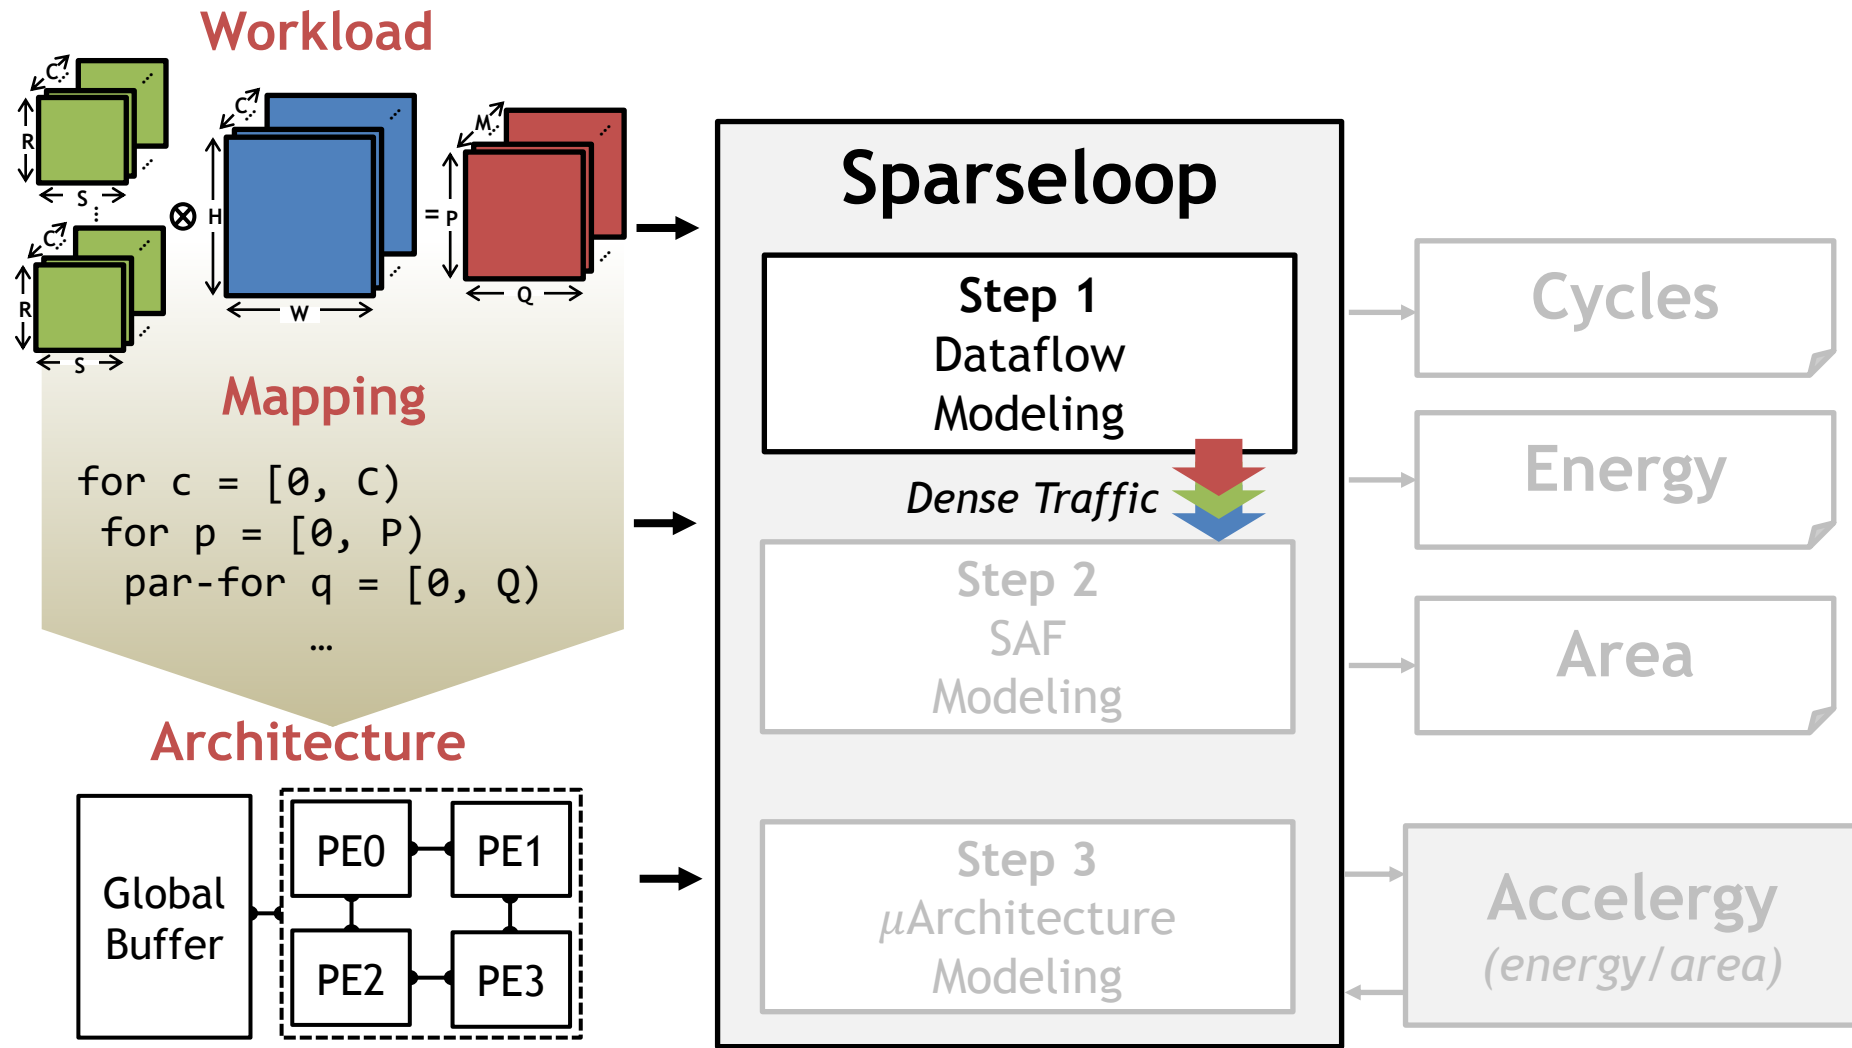 Workload
C
R
S
C
R
S
⊗
C
H
W
=
M
P
Q
Mapping
for c = [0, C)
for p = [0, P)
par-for q = [0, Q)
…
Architecture
Global
Buffer
PE0
PE1
PE2
PE3
Sparseloop
Step 1
Dataflow
Modeling
Dense Traffic
Step 2
SAF
Modeling
Step 3
μArchitecture
Modeling
Cycles
Energy
Area
Accelergy
(energy/area)